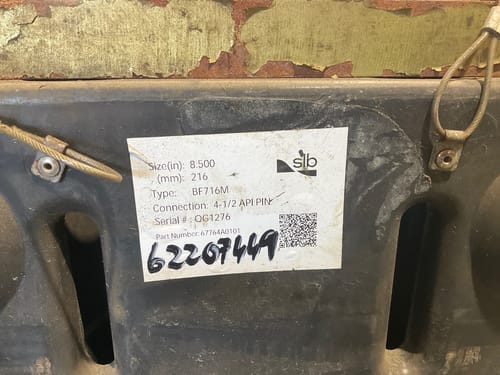 slb
Size(in): 8.500
(mm): 216
Type: BF716M
Connection: 4-1/2 API PIN
Serial # : QG1276
Part Number: 67764A0101
62207449